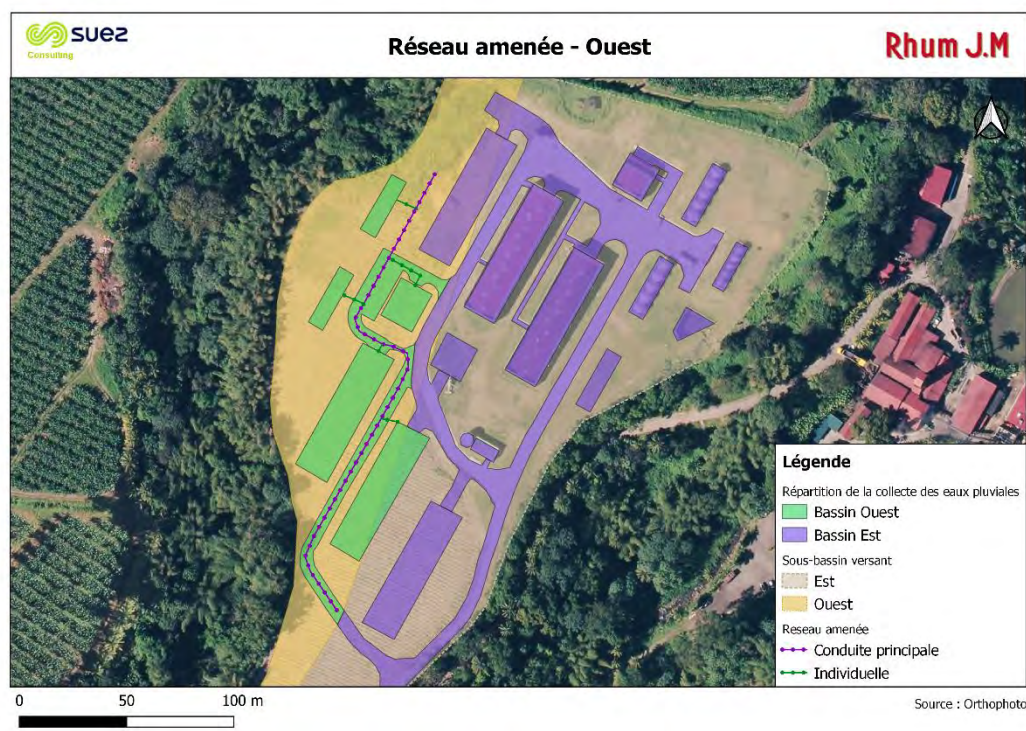 suez
Consulting
Réseau amenée - Ouest
Rhum J.M
Légende
Répartition de la collecte des eaux pluviales
Bassin Ouest
Bassin Est
Sous-bassin versant
Est
Ouest
Reseau amenée
Conduite principale
Individuelle
0 50 100 m
Source : Orthophoto